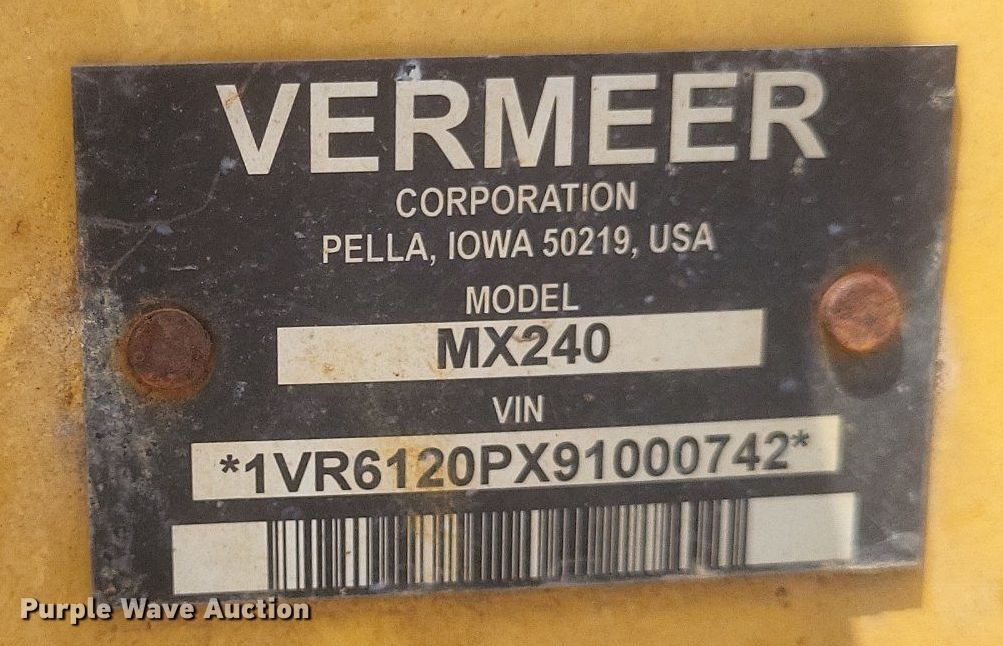 VERMEER
CORPORATION
PELLA, IOWA 50219, USA
MODEL
MX240
VIN
*1VR6120PX91000742*
Purple Wave Auction